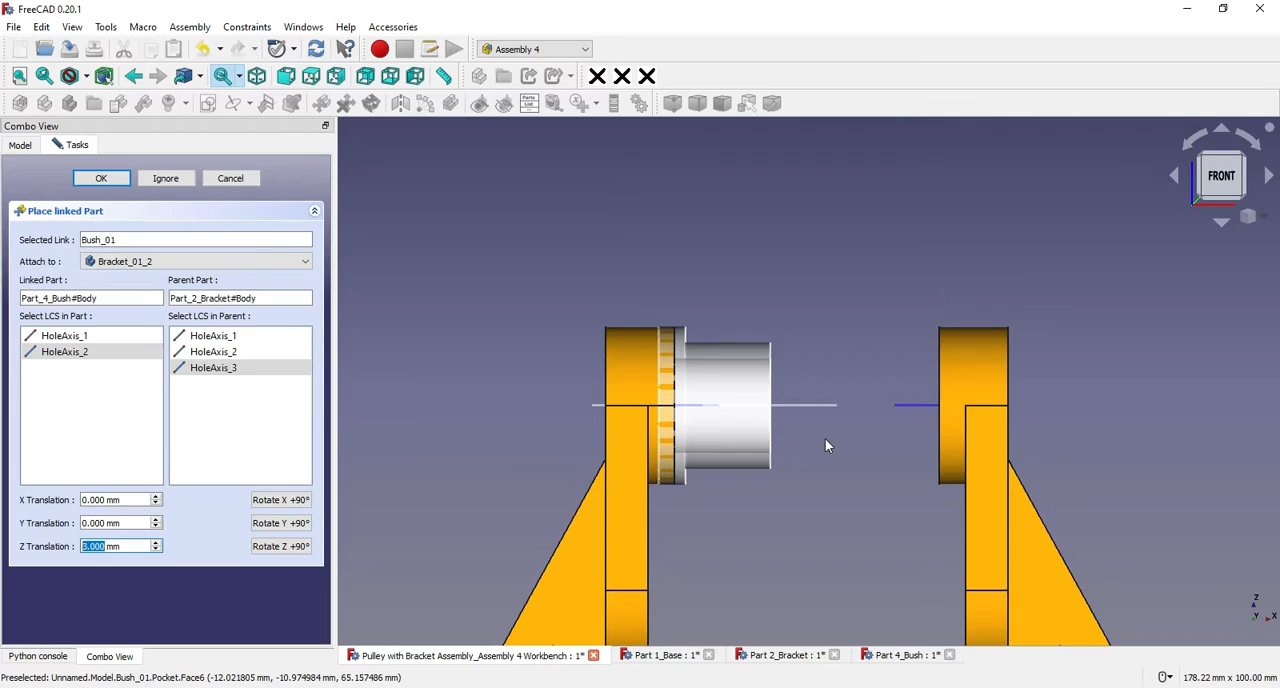 FreeCAD 0.20.1
File Edit View Tools Macro Assembly Constraints Windows Help Accessories
Assembly 4
Parts List
Combo View
Model Tasks
OK Ignore Cancel
Place linked Part
Selected Link : Bush_01
Attach to : Bracket_01_2
Linked Part : Parent Part :
Part_4_Bush#Body Part_2_Bracket#Body
Select LCS in Part : Select LCS in Parent :
HoleAxis_1 HoleAxis_1
HoleAxis_2 HoleAxis_2
HoleAxis_3
X Translation : 0.000 mm Rotate X +90°
Y Translation : 0.000 mm Rotate Y +90°
Z Translation : 3.000 mm Rotate Z +90°
FRONT
Z
Y X
Python console Combo View
Pulley with Bracket Assembly_Assembly 4 Workbench : 1* Part 1_Base : 1* Part 2_Bracket : 1* Part 4_Bush : 1*
Preselected: Unnamed.Model.Bush_01.Pocket.Face6 (-12.021805 mm, -10.974984 mm, 65.157486 mm) 178.22 mm x 100.00 mm